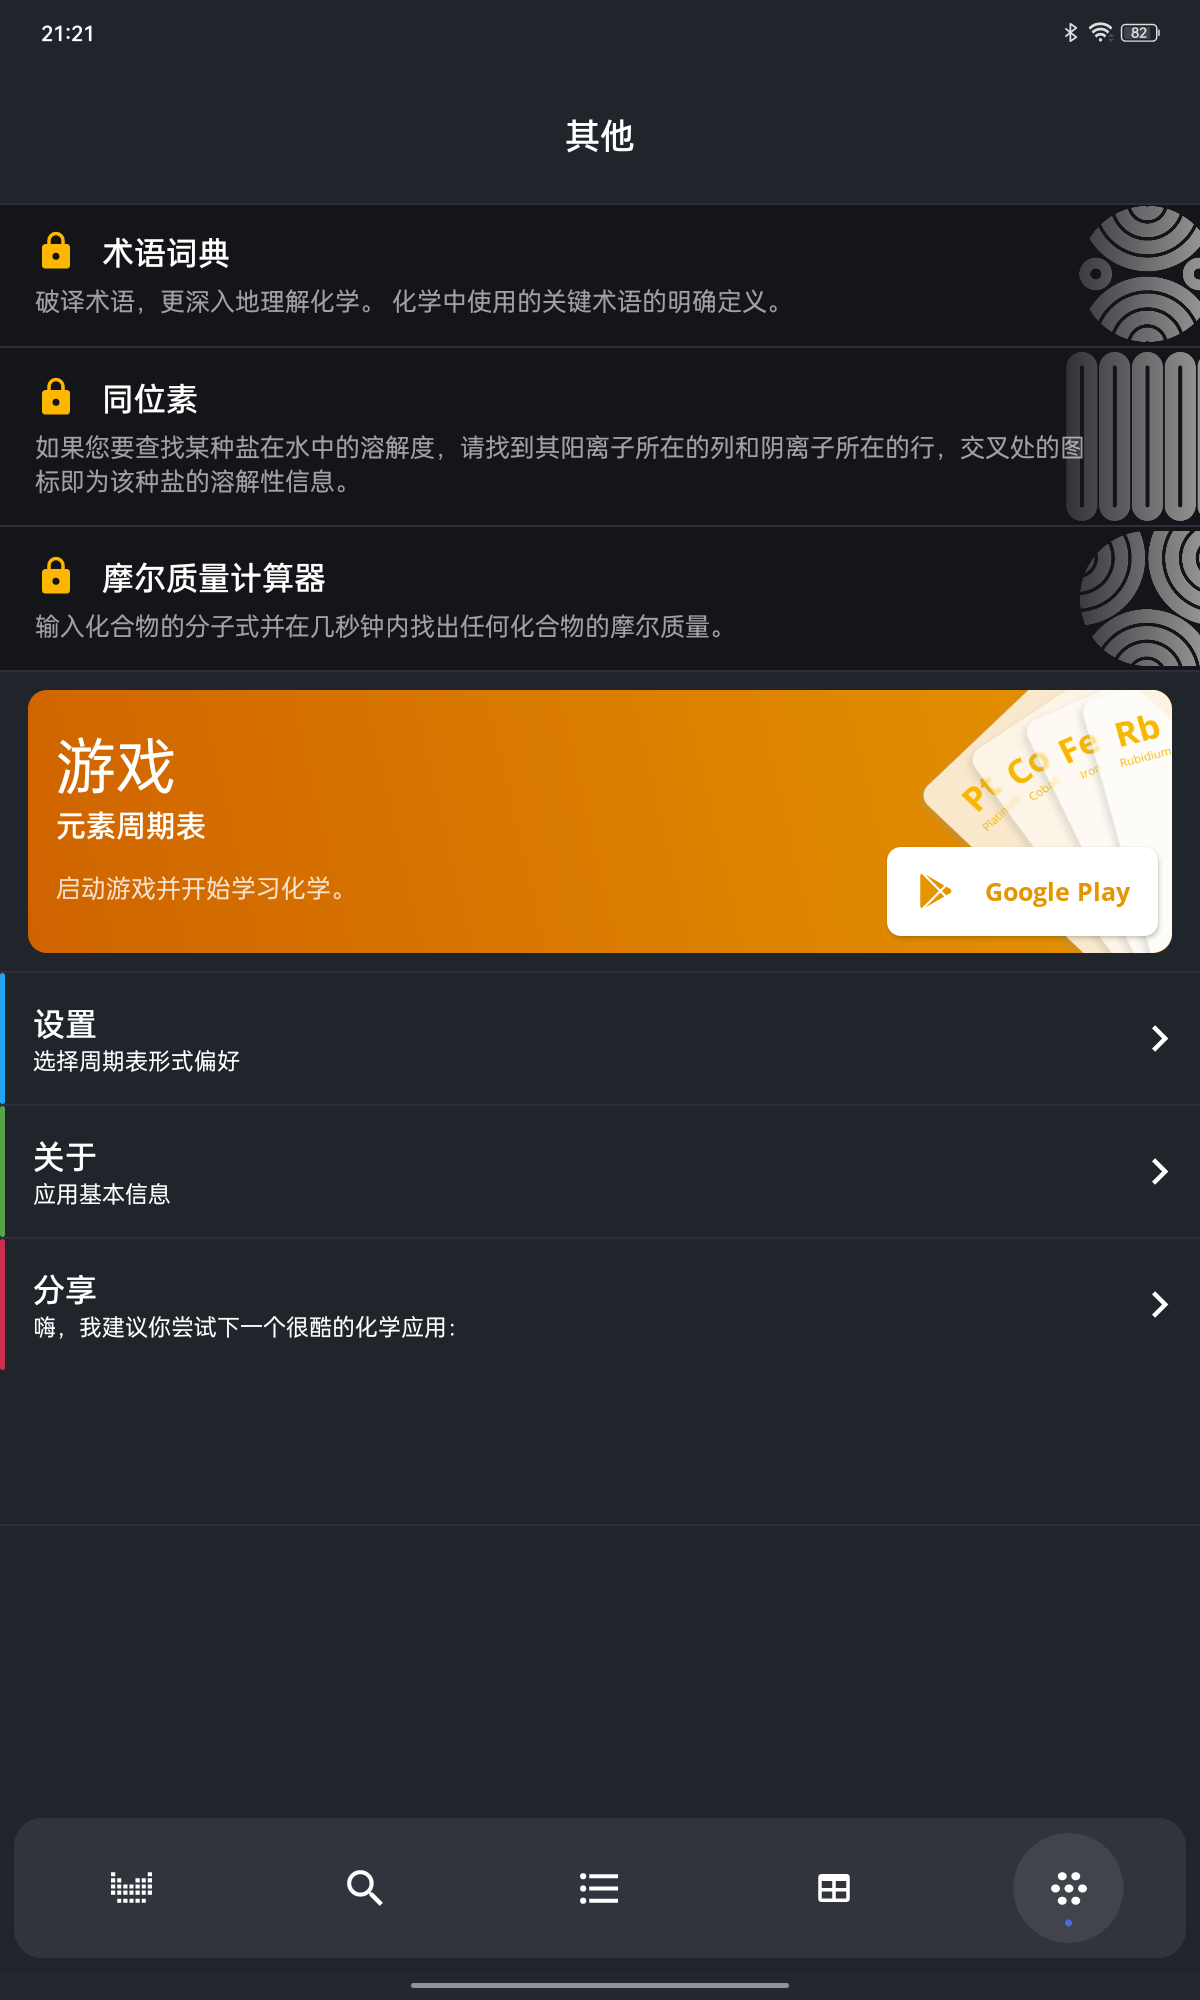 21:21
82
其他
术语词典
破译术语，更深入地理解化学。 化学中使用的关键术语的明确定义。
同位素
如果您要查找某种盐在水中的溶解度，请找到其阳离子所在的列和阴离子所在的行，交叉处的图
标即为该种盐的溶解性信息。
摩尔质量计算器
输入化合物的分子式并在几秒钟内找出任何化合物的摩尔质量。
游戏
元素周期表
启动游戏并开始学习化学。
Co
Fe
Rb
Rubidium
Google Play
设置
选择周期表形式偏好
关于
应用基本信息
分享
嗨，我建议你尝试下一个很酷的化学应用：